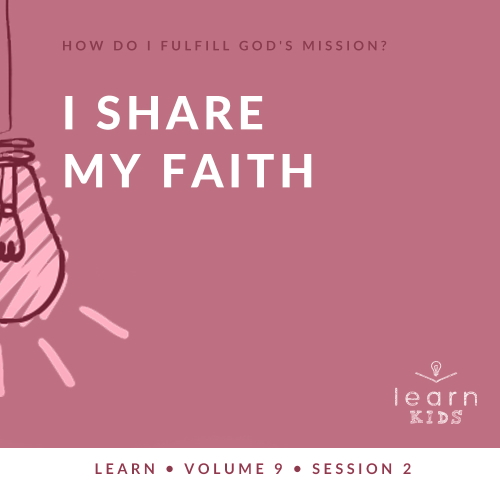 HOW DO I FULFILL GOD'S MISSION?
I SHARE
MY FAITH
learn
KIDS
LEARN • VOLUME 9 • SESSION 2